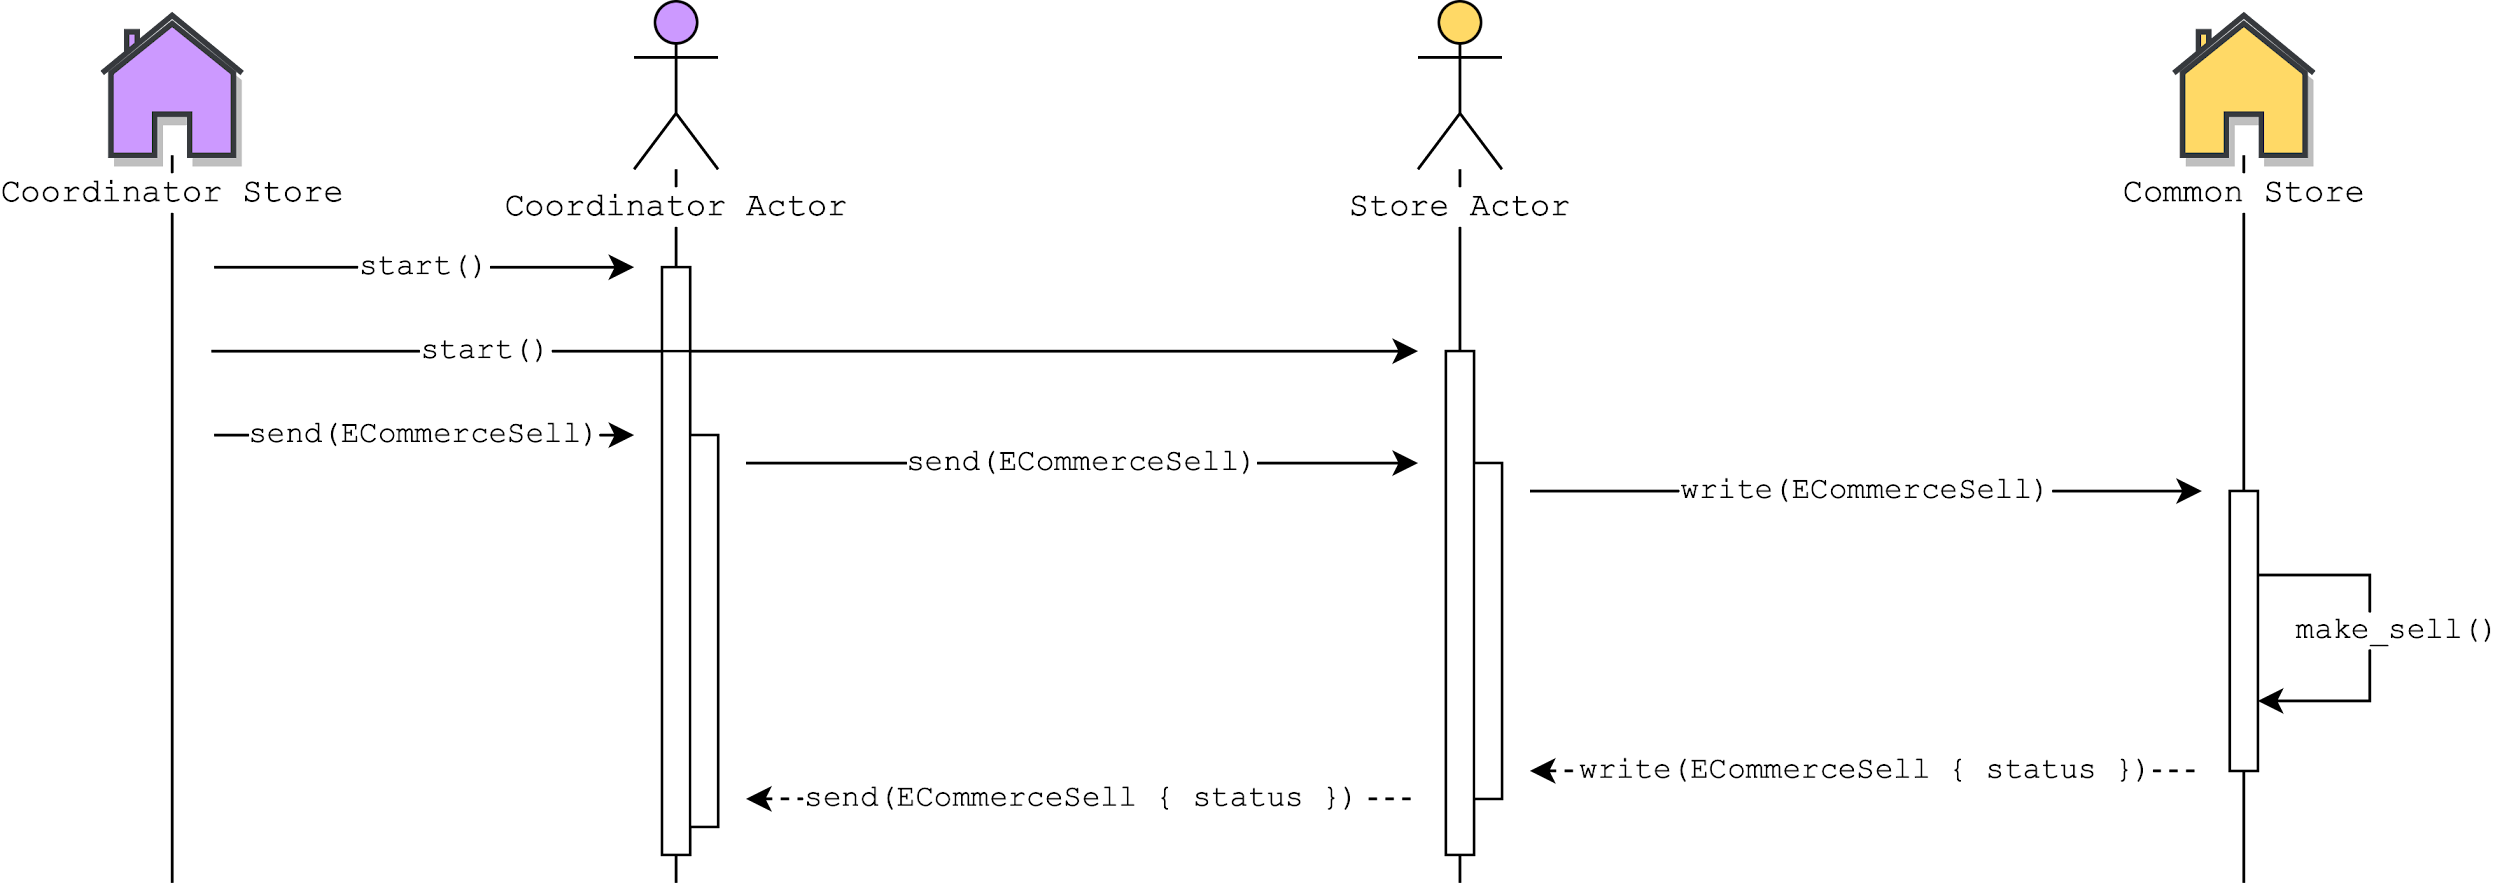 Coordinator Store
Coordinator Actor
Store Actor
Common Store
start()
start()
send(ECommerceSell)
send(ECommerceSell)
write(ECommerceSell)
make_sell()
write(ECommerceSell { status })
send(ECommerceSell { status })